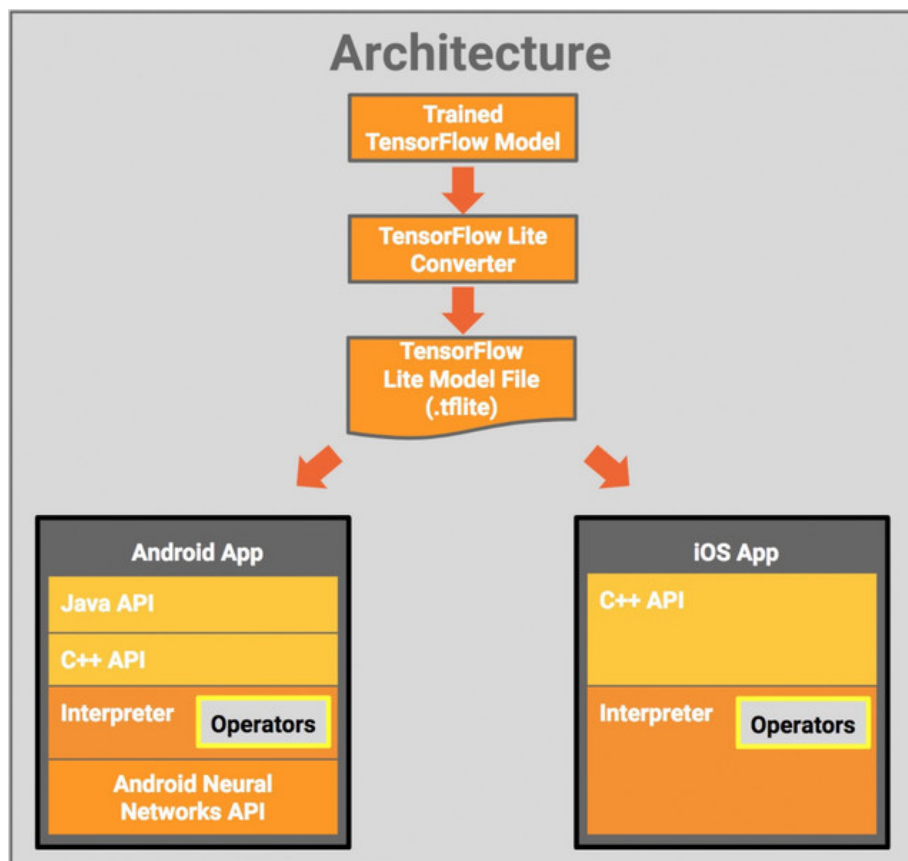 Architecture
Trained
TensorFlow Model
TensorFlow Lite
Converter
TensorFlow
Lite Model File
(.tflite)
Android App
Java API
C++ API
Interpreter
Operators
Android Neural
Networks API
iOS App
C++ API
Interpreter
Operators